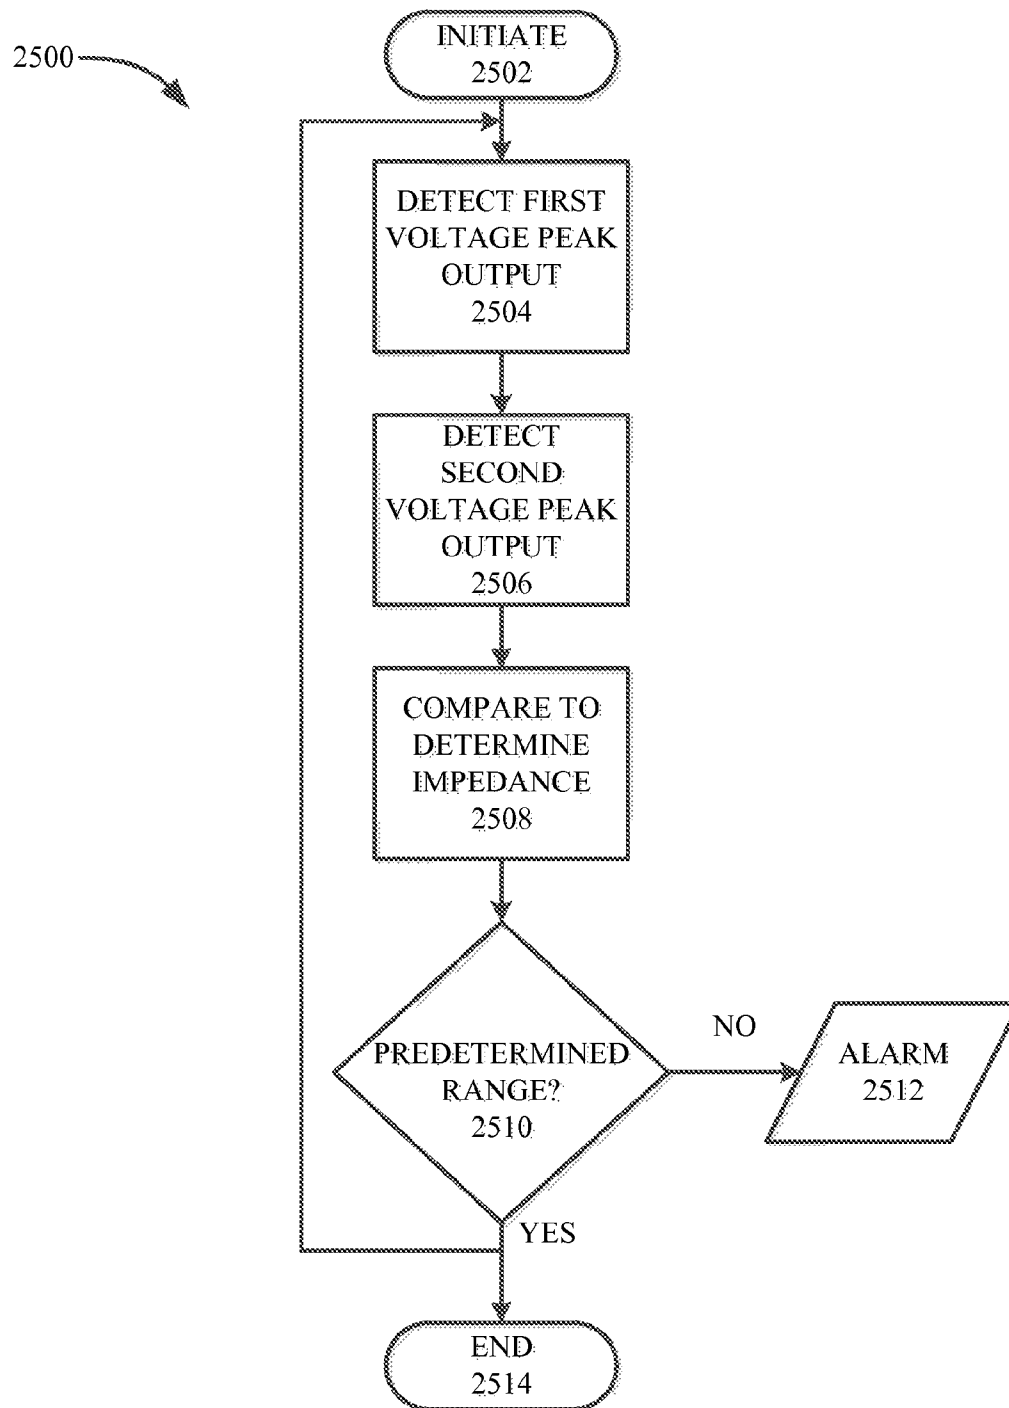 INITIATE
2502
2500
DETECT FIRST
VOLTAGE PEAK
OUTPUT
2504
DETECT
SECOND
VOLTAGE PEAK
OUTPUT
2506
COMPARE TO
DETERMINE
IMPEDANCE
2508
PREDETERMINED
RANGE?
2510
NO
ALARM
2512
YES
END
2514